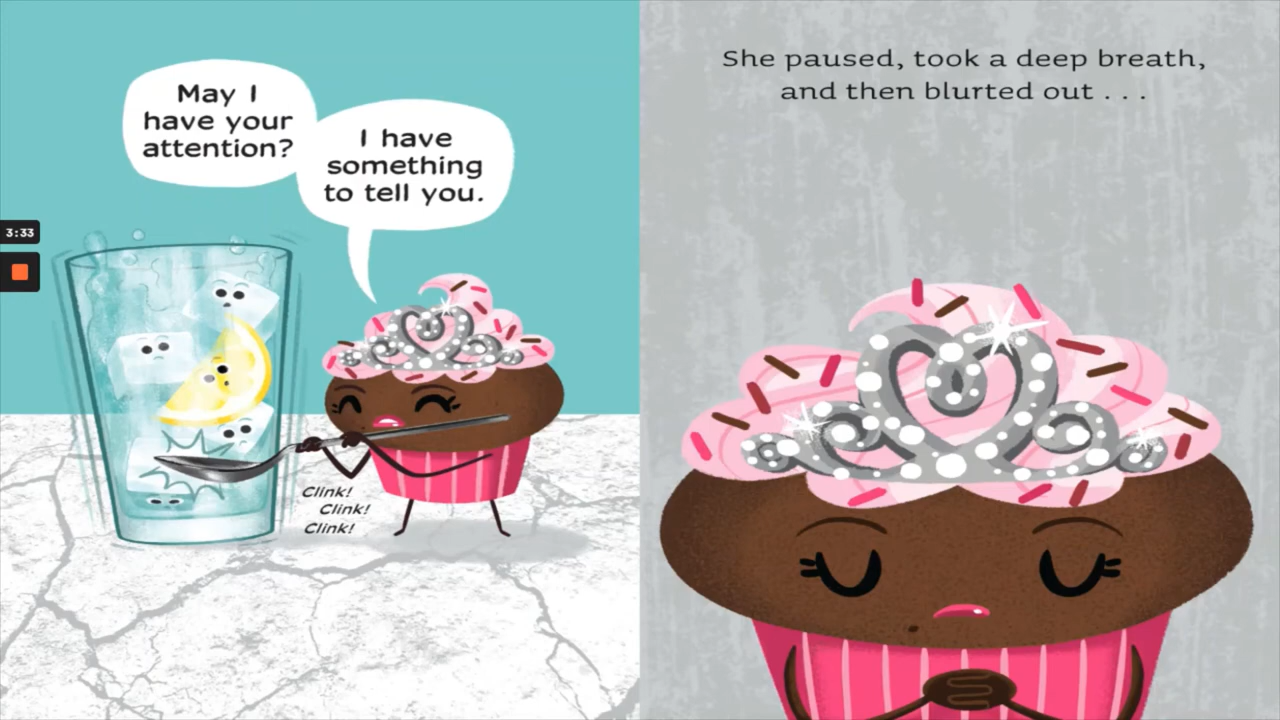 May I
have your
attention?
I have
something
to tell you.
3:33
Clink!
Clink!
Clink!
She paused, took a deep breath,
and then blurted out . . .